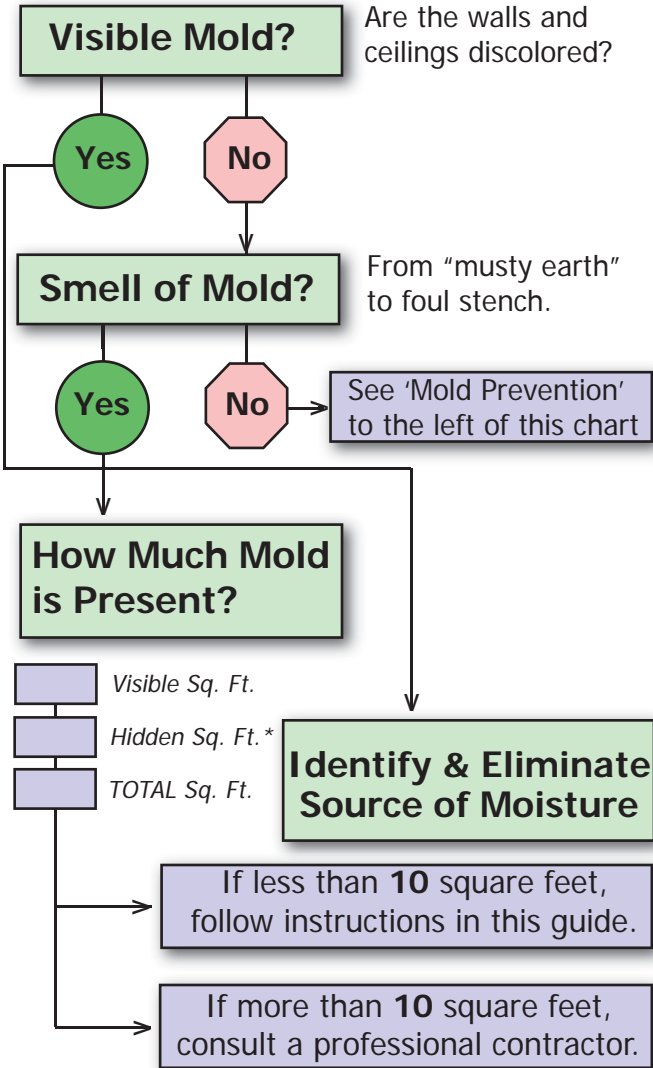 Visible Mold?
Are the walls and
ceilings discolored?
Yes
No
Smell of Mold?
From “musty earth”
to foul stench.
Yes
No
See ‘Mold Prevention’
to the left of this chart
How Much Mold
is Present?
Visible Sq. Ft.
Hidden Sq. Ft.*
TOTAL Sq. Ft.
Identify & Eliminate
Source of Moisture
If less than 10 square feet,
follow instructions in this guide.
If more than 10 square feet,
consult a professional contractor.